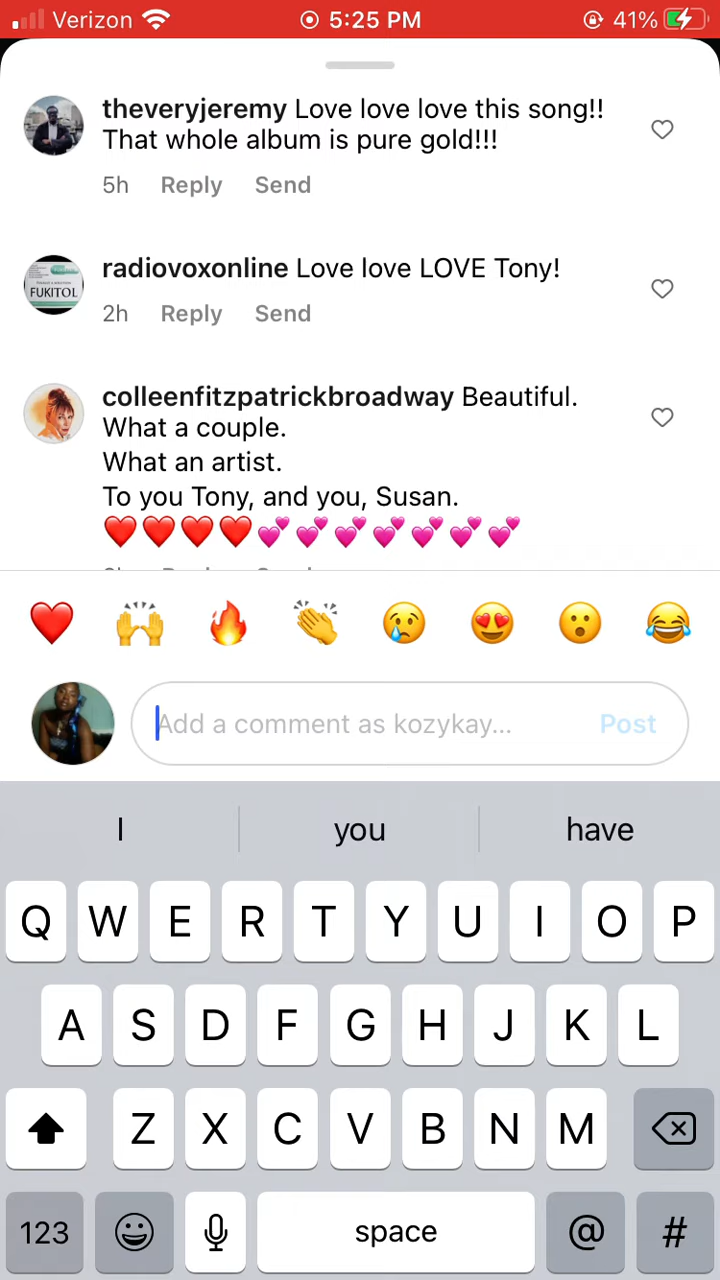 Verizon 5:25 PM 41%
theveryjeremy Love love love this song!!
That whole album is pure gold!!!
5h Reply Send
FUKITOL
radiovoxonline Love love LOVE Tony!
2h Reply Send
colleenfitzpatrickbroadway Beautiful.
What a couple.
What an artist.
To you Tony, and you, Susan.
❤️❤️❤️❤️💕💕💕💕💕💕💕
❤️ 🙌 🔥 👏 😢 😍 😮 😂
Add a comment as kozykay... Post
I you have
Q W E R T Y U I O P
A S D F G H J K L
Z X C V B N M
123 space @ #